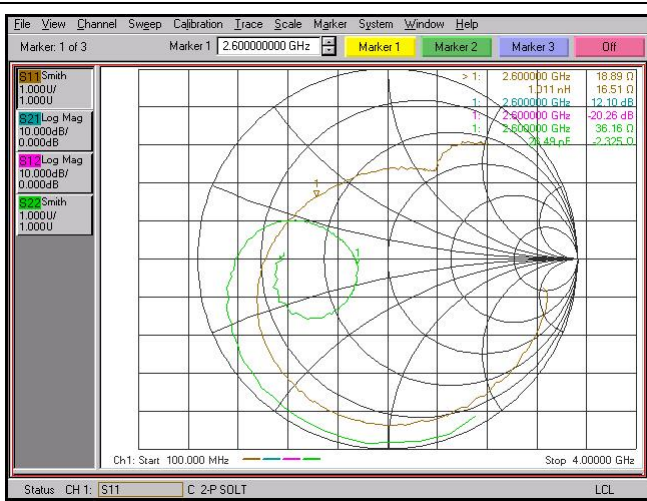 File View Channel Sweep Calibration Trace Scale Marker System Window Help
Marker: 1 of 3 Marker 1 2.600000000 GHz Marker 1 Marker 2 Marker 3 Off
S11 Smith
1.000U/
1.000U
S21 Log Mag
10.000dB/
0.000dB
S12 Log Mag
10.000dB/
0.000dB
S22 Smith
1.000U/
1.000U
> 1: 2.600000 GHz 18.89 Ω
1.011 nH 16.51 Ω
1: 2.600000 GHz 12.10 dB
1: 2.600000 GHz -20.26 dB
1: 2.600000 GHz 36.16 Ω
pF -2.325 Ω
1
1
Ch1: Start 100.000 MHz Stop 4.00000 GHz
Status CH 1: S11 C 2-P SOLT LCL